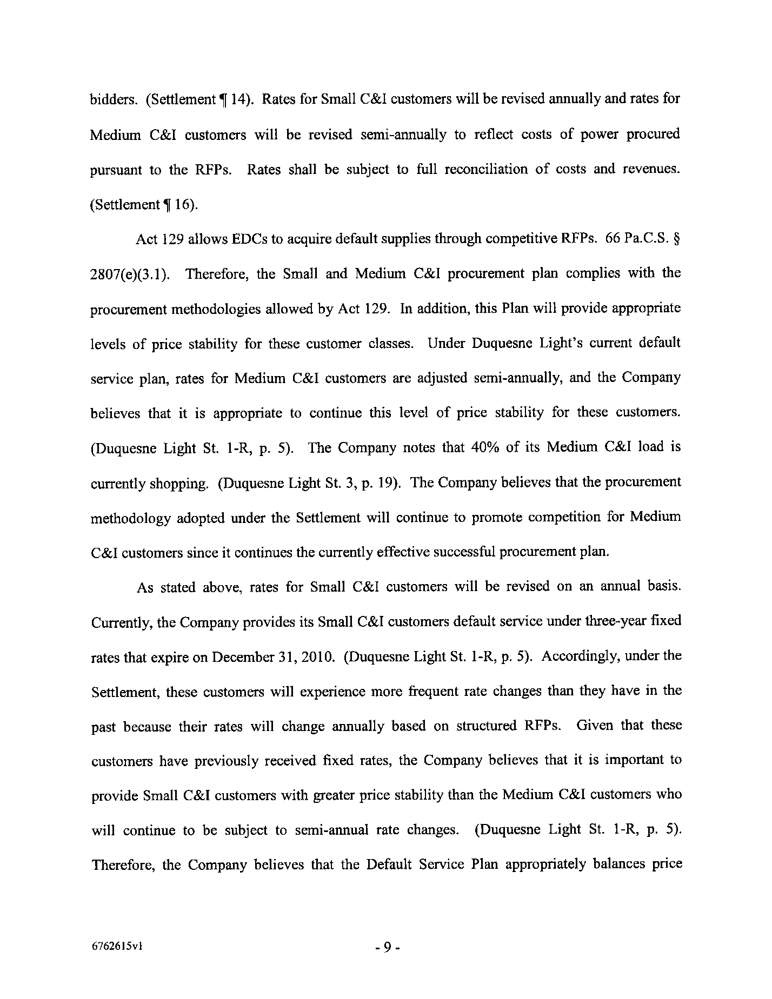 bidders. (Settlement ¶ 14). Rates for Small C&I customers will be revised annually and rates for
Medium C&I customers will be revised semi-annually to reflect costs of power procured
pursuant to the RFPs. Rates shall be subject to full reconciliation of costs and revenues.
(Settlement ¶ 16).
Act 129 allows EDCs to acquire default supplies through competitive RFPs. 66 Pa.C.S. §
2807(e)(3.1). Therefore, the Small and Medium C&I procurement plan complies with the
procurement methodologies allowed by Act 129. In addition, this Plan will provide appropriate
levels of price stability for these customer classes. Under Duquesne Light's current default
service plan, rates for Medium C&I customers are adjusted semi-annually, and the Company
believes that it is appropriate to continue this level of price stability for these customers.
(Duquesne Light St. 1-R, p. 5). The Company notes that 40% of its Medium C&I load is
currently shopping. (Duquesne Light St. 3, p. 19). The Company believes that the procurement
methodology adopted under the Settlement will continue to promote competition for Medium
C&I customers since it continues the currently effective successful procurement plan.
As stated above, rates for Small C&I customers will be revised on an annual basis.
Currently, the Company provides its Small C&I customers default service under three-year fixed
rates that expire on December 31, 2010. (Duquesne Light St. 1-R, p. 5). Accordingly, under the
Settlement, these customers will experience more frequent rate changes than they have in the
past because their rates will change annually based on structured RFPs. Given that these
customers have previously received fixed rates, the Company believes that it is important to
provide Small C&I customers with greater price stability than the Medium C&I customers who
will continue to be subject to semi-annual rate changes. (Duquesne Light St. 1-R, p. 5).
Therefore, the Company believes that the Default Service Plan appropriately balances price
6762615v1
- 9 -